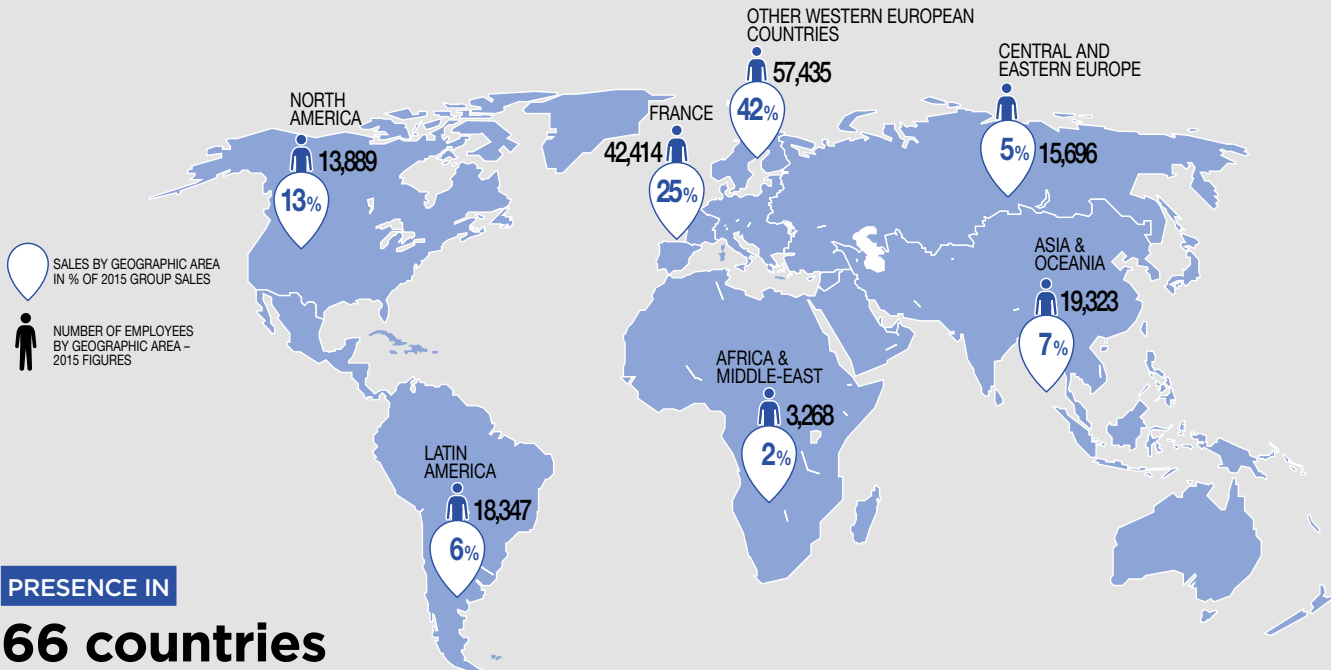 OTHER WESTERN EUROPEAN
COUNTRIES
57,435
42%
CENTRAL AND
EASTERN EUROPE
5%
15,696
NORTH
AMERICA
13,889
13%
FRANCE
42,414
25%
SALES BY GEOGRAPHIC AREA
IN % OF 2015 GROUP SALES
NUMBER OF EMPLOYEES
BY GEOGRAPHIC AREA –
2015 FIGURES
ASIA &
OCEANIA
19,323
7%
AFRICA &
MIDDLE-EAST
3,268
2%
LATIN
AMERICA
18,347
6%
PRESENCE IN
66 countries